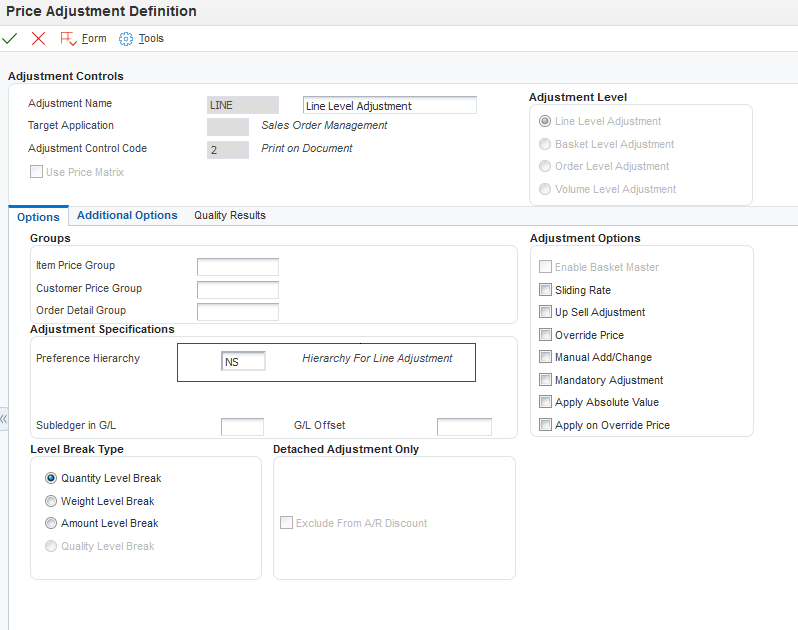 Price Adjustment Definition
Form Tools
Adjustment Controls
Adjustment Name LINE Line Level Adjustment
Target Application Sales Order Management
Adjustment Control Code 2 Print on Document
Use Price Matrix
Adjustment Level
Line Level Adjustment
Basket Level Adjustment
Order Level Adjustment
Volume Level Adjustment
Options Additional Options Quality Results
Groups
Item Price Group
Customer Price Group
Order Detail Group
Adjustment Specifications
Preference Hierarchy NS Hierarchy For Line Adjustment
Subledger in G/L G/L Offset
Adjustment Options
Enable Basket Master
Sliding Rate
Up Sell Adjustment
Override Price
Manual Add/Change
Mandatory Adjustment
Apply Absolute Value
Apply on Override Price
Level Break Type
Quantity Level Break
Weight Level Break
Amount Level Break
Quality Level Break
Detached Adjustment Only
Exclude From A/R Discount